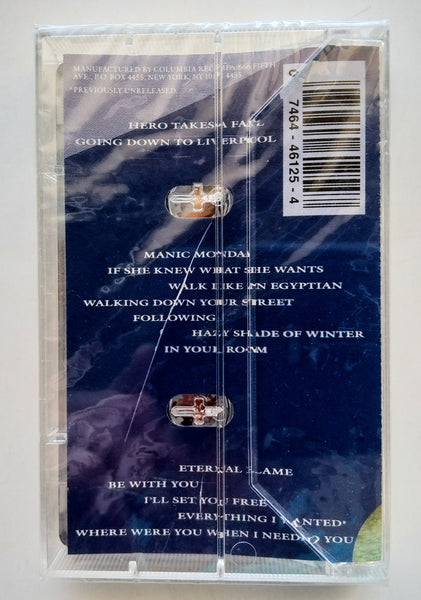 MANUFACTURED BY COLUMBIA RECORDS/666 FIFTH
AVE., P.O. BOX 4455, NEW YORK, NY 4455
*PREVIOUSLY UNRELEASED.
7464-46125-4
HERO TAKES A FALL
GOING DOWN TO LIVERPOOL
MANIC MONDAY
IF SHE KNEW WHAT SHE WANTS
WALK LIKE AN EGYPTIAN
WALKING DOWN YOUR STREET
FOLLOWING
HAZY SHADE OF WINTER
IN YOUR ROOM
ETERNAL FLAME
BE WITH YOU
I'LL SET YOU FREE
EVERYTHING I WANTED*
WHERE WERE YOU WHEN I NEEDED YOU